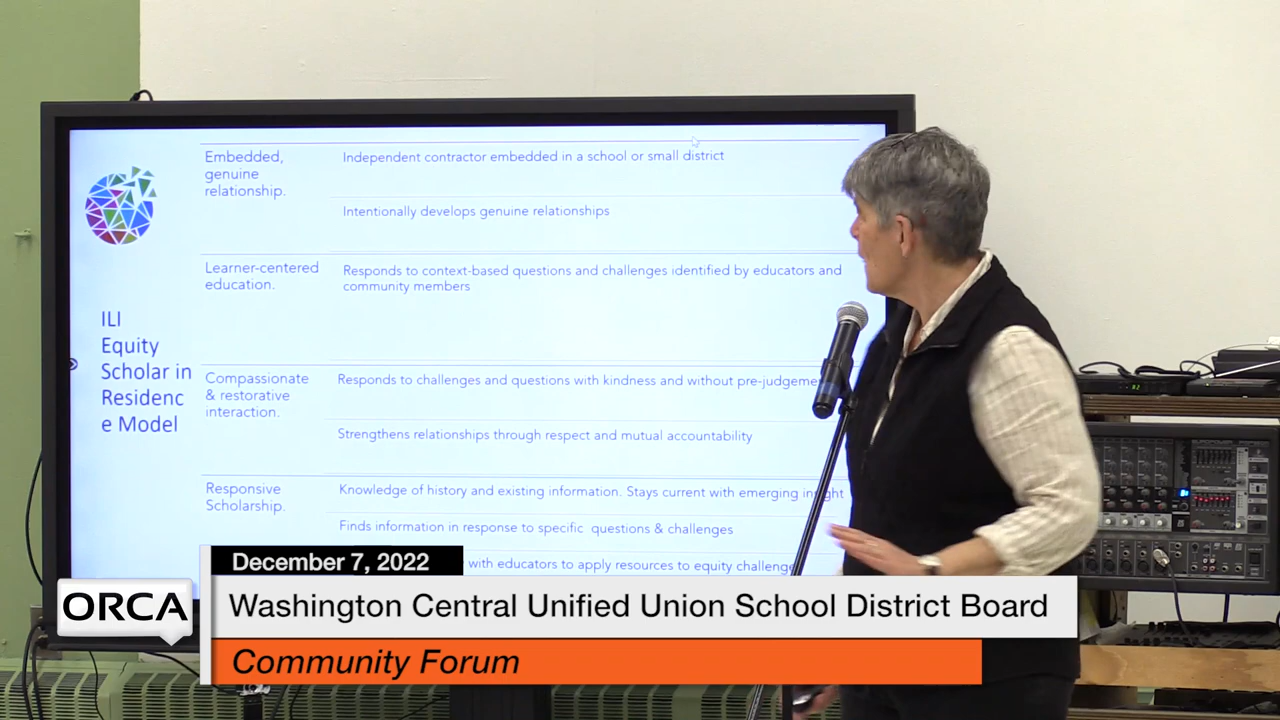 Embedded,
genuine
relationship.
Independent contractor embedded in a school or small district
Intentionally develops genuine relationships
Learner-centered
education.
Responds to context-based questions and challenges identified by educators and
community members
ILI
Equity
Scholar in
Residenc
e Model
Compassionate
& restorative
interaction.
Responds to challenges and questions with kindness and without
Strengthens relationships through respect and mutual accountability
Responsive
Scholarship.
Knowledge of history and existing information. Stays current with emerging insight
Finds information in response to specific questions & challenges
with educators to apply resources to equity
December 7, 2022
ORCA
Washington Central Unified Union School District Board
Community Forum